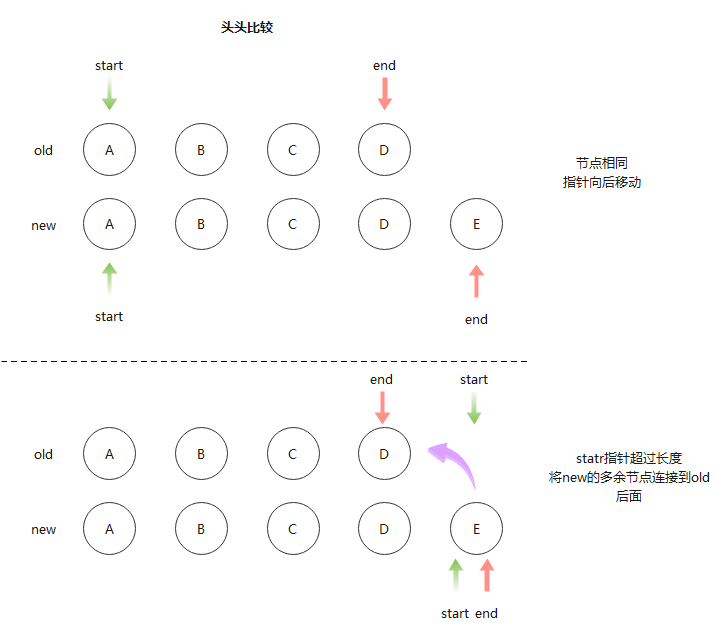 头头比较
start
end
old
A
B
C
D
节点相同
指针向后移动
new
A
B
C
D
E
start
end
end
start
old
A
B
C
D
statr指针超过长度
将new的多余节点连接到old
后面
new
A
B
C
D
E
start end